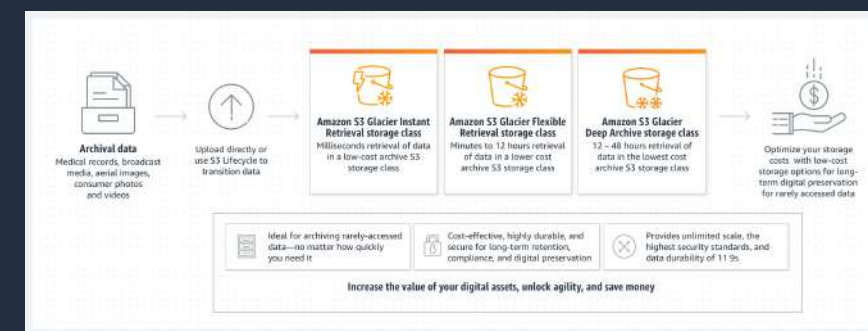 Archival data
Medical records, broadcast
media, aerial images,
consumer photos
and videos
Upload directly or
use S3 Lifecycle to
transition data
Amazon S3 Glacier Instant
Retrieval storage class
Milliseconds retrieval of data
in a low-cost archive S3
storage class
Amazon S3 Glacier Flexible
Retrieval storage class
Minutes to 12 hours retrieval
of data in a lower cost
archive S3 storage class
Amazon S3 Glacier
Deep Archive storage class
12 – 48 hours retrieval of
data in the lowest cost
archive S3 storage class
$
Optimize your storage
costs with low-cost
storage options for long-
term digital preservation
for rarely accessed data
Ideal for archiving rarely-accessed
data—no matter how quickly
you need it
Cost-effective, highly durable, and
secure for long-term retention,
compliance, and digital preservation
Provides unlimited scale, the
highest security standards, and
data durability of 11 9s
Increase the value of your digital assets, unlock agility, and save money